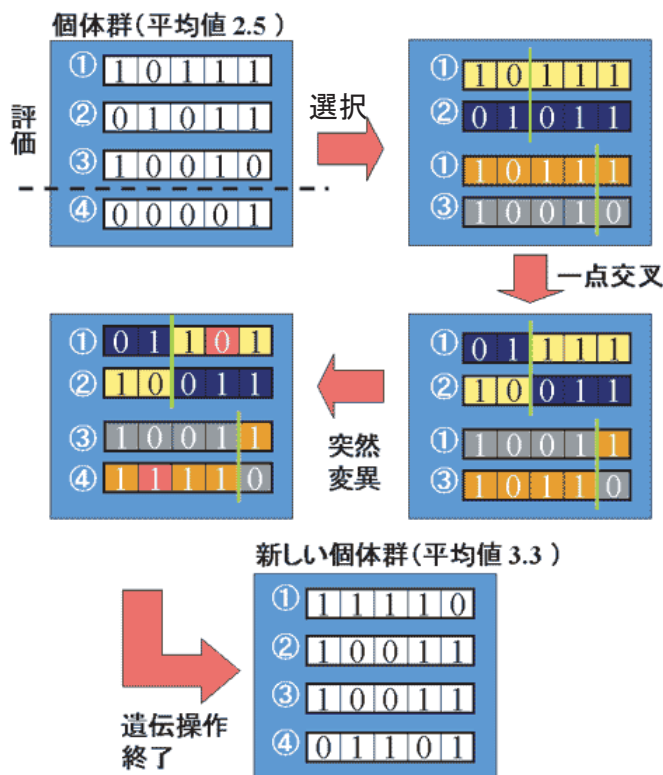 個体群(平均値 2.5 )
評価
① 1 0 1 1 1
② 0 1 0 1 1
③ 1 0 0 1 0
④ 0 0 0 0 1
選択
① 1 0 1 1 1
② 0 1 0 1 1
① 1 0 1 1 1
③ 1 0 0 1 0
一点交叉
① 0 1 1 1 1
② 1 0 0 1 1
① 1 0 0 1 1
③ 1 0 1 1 0
突然
変異
① 0 1 1 0 1
② 1 0 0 1 1
③ 1 0 0 1 1
④ 1 1 1 1 0
遺伝操作
終了
新しい個体群(平均値 3.3 )
① 1 1 1 1 0
② 1 0 0 1 1
③ 1 0 0 1 1
④ 0 1 1 0 1